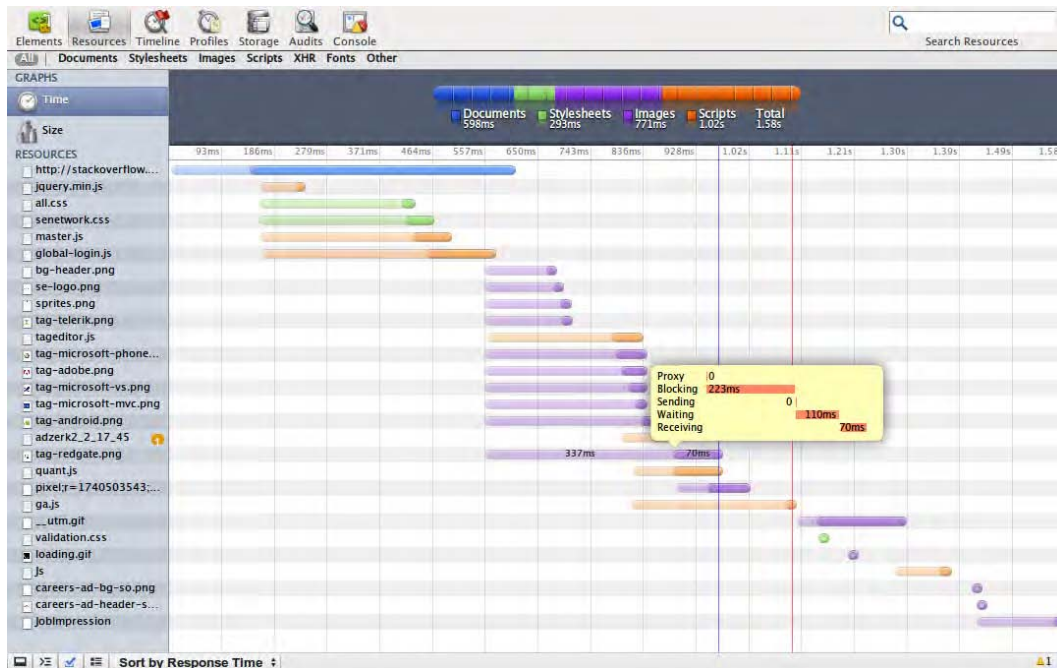 Elements Resources Timeline Profiles Storage Audits Console
Search Resources
All Documents Stylesheets Images Scripts XHR Fonts Other
GRAPHS
Time
Size
Documents 598ms
Stylesheets 293ms
Images 771ms
Scripts 1.02s
Total 1.58s
RESOURCES
93ms 186ms 279ms 371ms 464ms 557ms 650ms 743ms 836ms 928ms 1.02s 1.11s 1.21s 1.30s 1.39s 1.49s 1.58
http://stackoverflow....
jquery.min.js
all.css
senetwork.css
master.js
global-login.js
bg-header.png
se-logo.png
sprites.png
tag-telerik.png
tageditor.js
tag-microsoft-phone...
tag-adobe.png
tag-microsoft-vs.png
tag-microsoft-mvc.png
tag-android.png
adzerk2_2_17_45
tag-redgate.png
337ms 70ms
Proxy 0
Blocking 223ms
Sending 0
Waiting 110ms
Receiving 70ms
quant.js
pixel;r=1740503543;...
ga.js
__utm.gif
validation.css
loading.gif
js
careers-ad-bg-so.png
careers-ad-header-s...
JobImpression
Sort by Response Time
1